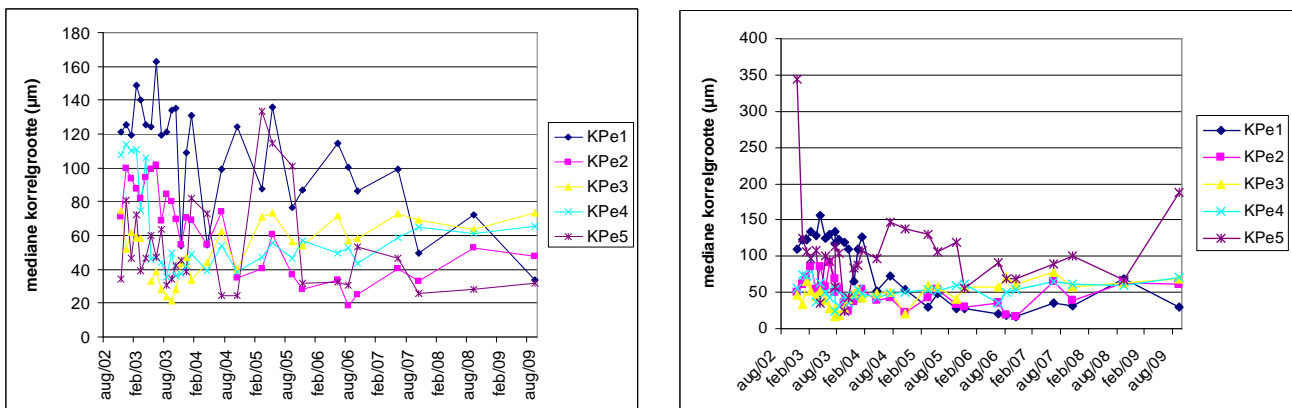 mediane korrelgrootte (µm)
180
160
140
120
100
80
60
40
20
0
aug/02
feb/03
aug/03
feb/04
aug/04
feb/05
aug/05
feb/06
aug/06
feb/07
aug/07
feb/08
aug/08
feb/09
aug/09
KPe1
KPe2
KPe3
KPe4
KPe5
mediane korrelgrootte (µm)
400
350
300
250
200
150
100
50
0
aug/02
feb/03
aug/03
feb/04
aug/04
feb/05
aug/05
feb/06
aug/06
feb/07
aug/07
feb/08
aug/08
feb/09
aug/09
KPe1
KPe2
KPe3
KPe4
KPe5